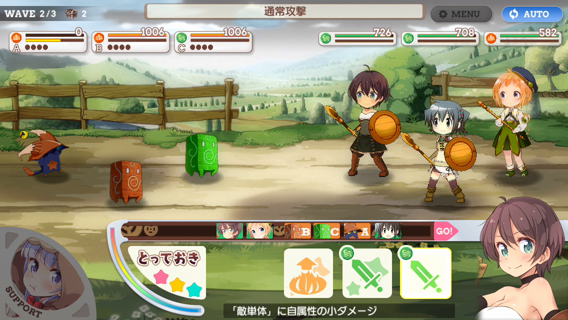 WAVE 2/3 2
通常攻撃
MENU
AUTO
0
A
1006
B
1006
C
726
708
582
B C A
GO!
とっておき
SUPPORT
「敵単体」に自属性の小ダメージ